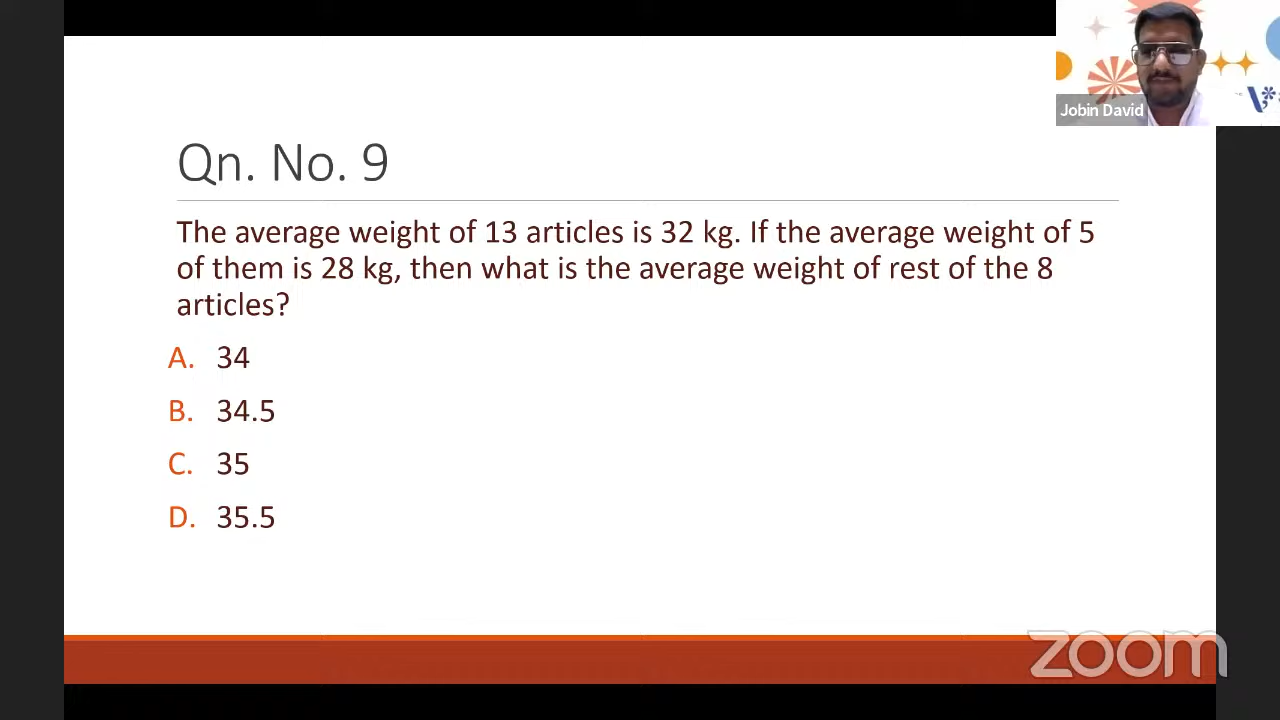 Jobin David
Qn. No. 9
The average weight of 13 articles is 32 kg. If the average weight of 5
of them is 28 kg, then what is the average weight of rest of the 8
articles?
A. 34
B. 34.5
C. 35
D. 35.5
zoom